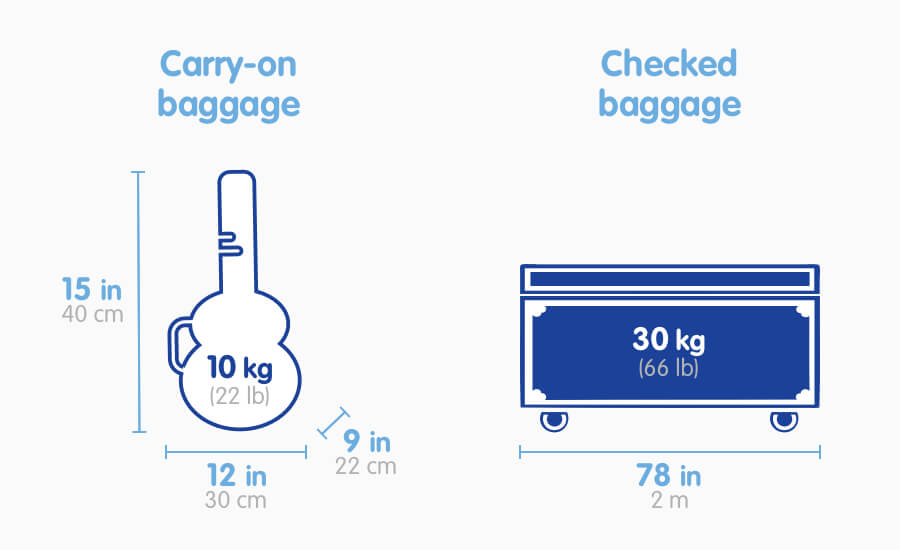 Carry-on
baggage
Checked
baggage
15 in
40 cm
10 kg
(22 lb)
9 in
22 cm
12 in
30 cm
30 kg
(66 lb)
78 in
2 m